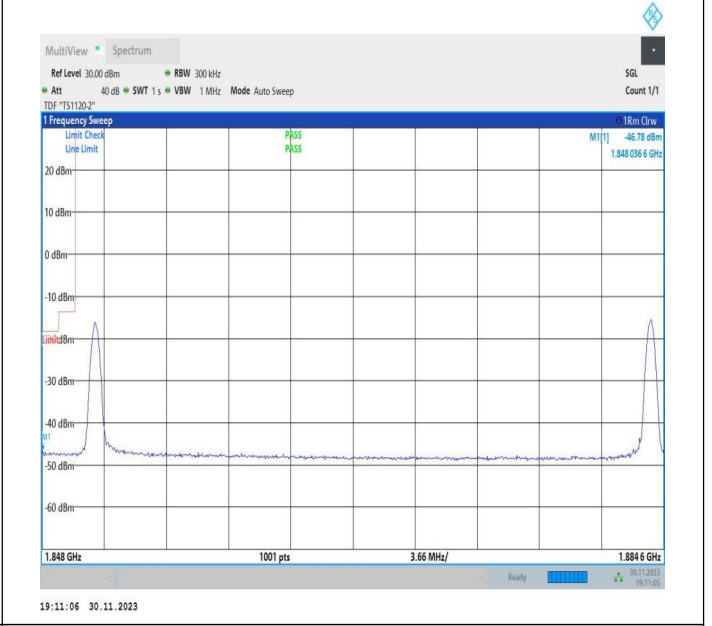 R S
MultiView Spectrum
Ref Level 30.00 dBm RBW 300 kHz SGL
Att 40 dB SWT 1 s VBW 1 MHz Mode Auto Sweep Count 1/1
TDF "TS1120-2"
1 Frequency Sweep 1Rm Clrw
Limit Check PASS M1[1] -46.78 dBm
Line Limit PASS 1.848 036 6 GHz
20 dBm
10 dBm
0 dBm
-10 dBm
Limit dBm
-30 dBm
-40 dBm
M1
-50 dBm
-60 dBm
1.848 GHz 1001 pts 3.66 MHz/ 1.884 6 GHz
Ready 30.11.2023
19:11:05
19:11:06 30.11.2023